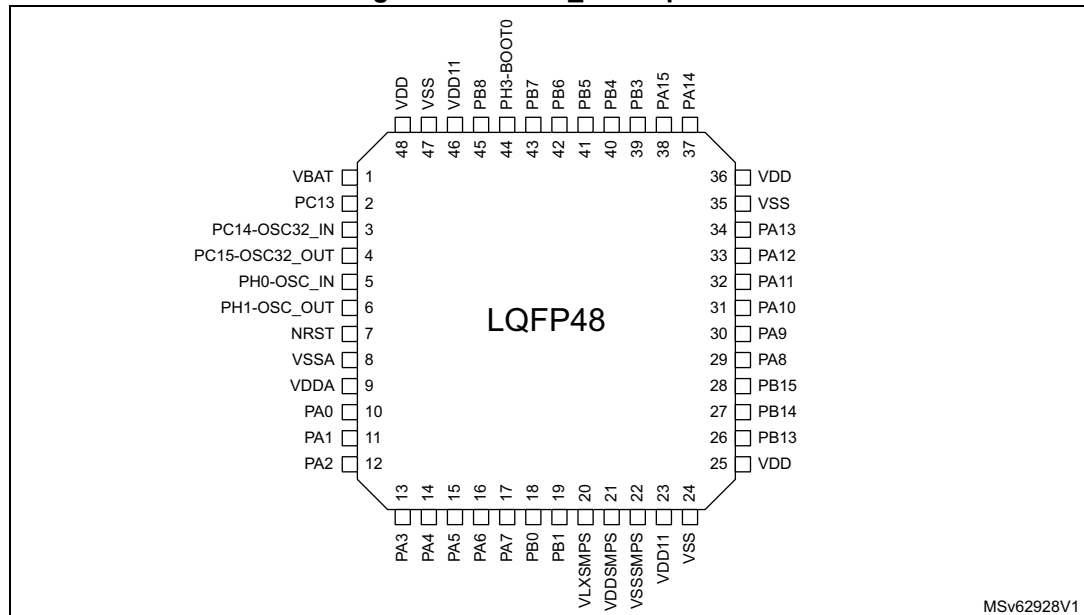 VDD
VSS
VDD11
PB8
PH3-BOOT0
PB7
PB6
PB5
PB4
PB3
PA15
PA14
48
47
46
45
44
43
42
41
40
39
38
37
VBAT 1
PC13 2
PC14-OSC32_IN 3
PC15-OSC32_OUT 4
PH0-OSC_IN 5
PH1-OSC_OUT 6
NRST 7
VSSA 8
VDDA 9
PA0 10
PA1 11
PA2 12
LQFP48
36 VDD
35 VSS
34 PA13
33 PA12
32 PA11
31 PA10
30 PA9
29 PA8
28 PB15
27 PB14
26 PB13
25 VDD
13
14
15
16
17
18
19
20
21
22
23
24
PA3
PA4
PA5
PA6
PA7
PB0
PB1
VLXSMPS
VDDSMPS
VSSSMPS
VDD11
VSS
MSv62928V1